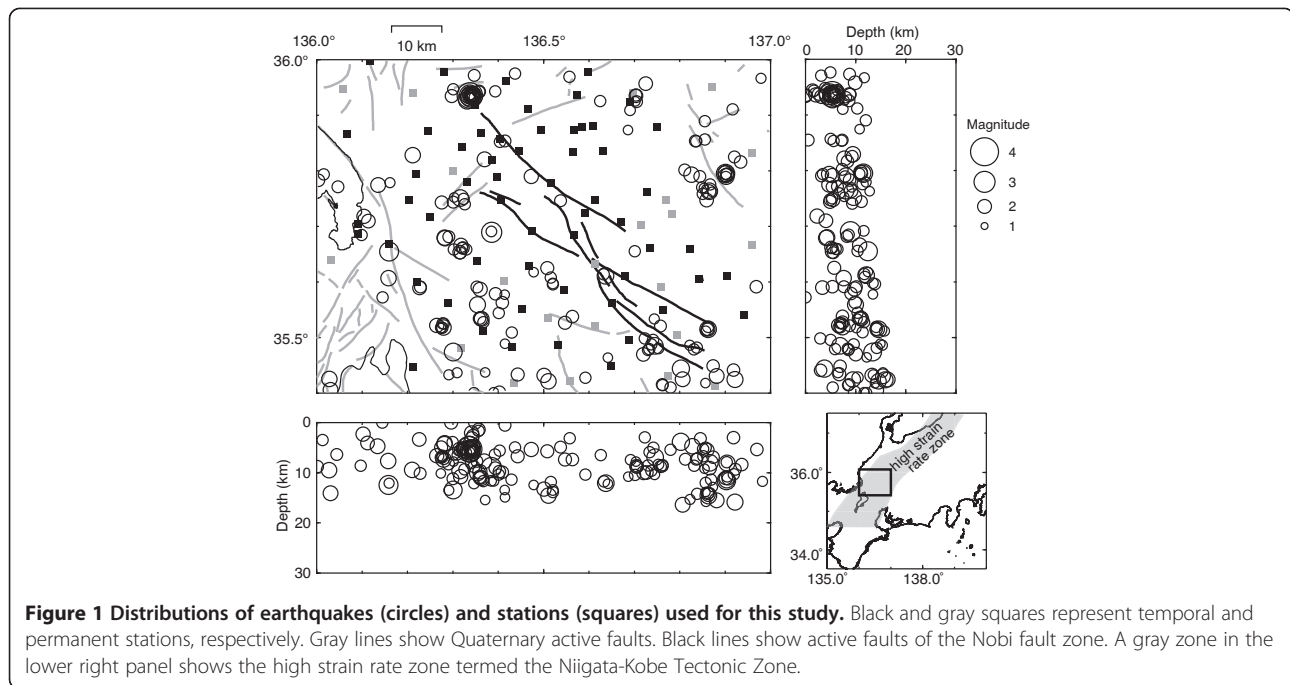 136.0°
136.5°
137.0°
10 km
36.0°
35.5°
Depth (km)
0 10 20 30
Magnitude
4
3
2
1
0
10
20
30
Depth (km)
high strain
rate zone
36.0°
34.0°
135.0° 138.0°
Figure 1 Distributions of earthquakes (circles) and stations (squares) used for this study. Black and gray squares represent temporal and
permanent stations, respectively. Gray lines show Quaternary active faults. Black lines show active faults of the Nobi fault zone. A gray zone in the
lower right panel shows the high strain rate zone termed the Niigata-Kobe Tectonic Zone.